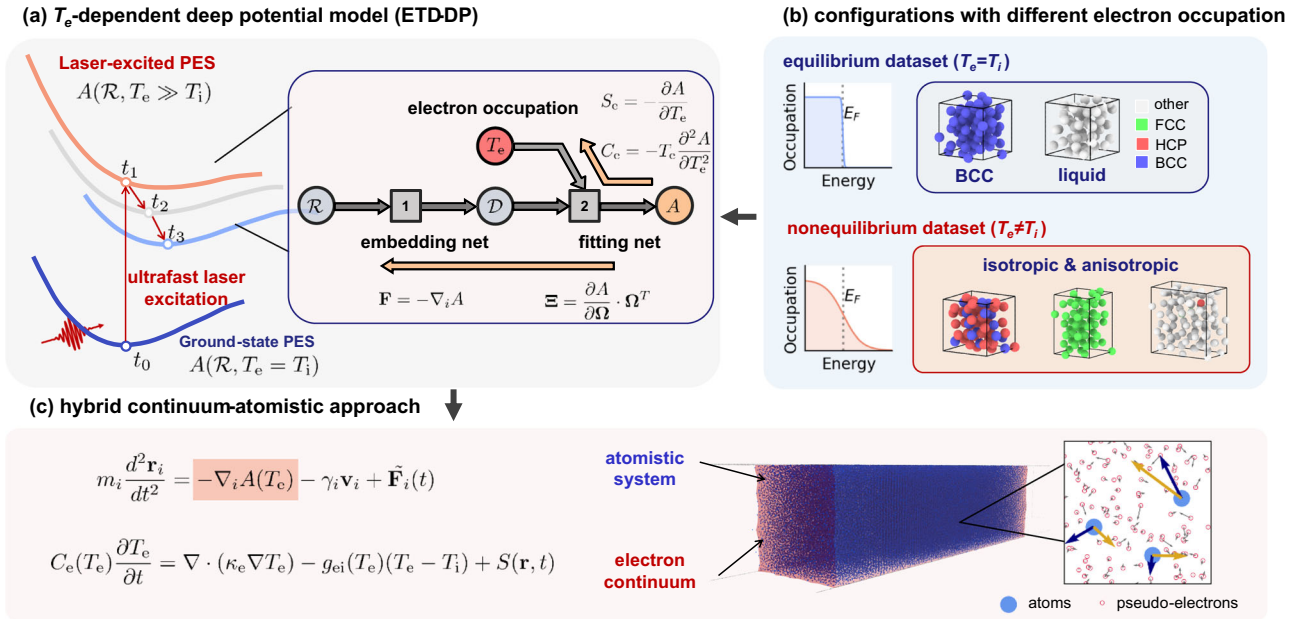 (a) Te-dependent deep potential model (ETD-DP)
Laser-excited PES
A(R, Te ≫ Ti)
t1
t2
t3
ultrafast laser
excitation
Ground-state PES
t0
A(R, Te = Ti)
electron occupation
Se = -∂A/∂Te
Ce = -Te ∂²A/∂Te²
Te
R
1
D
2
A
embedding net
fitting net
F = -∇iA
Ξ = ∂A/∂Ω · Ω^T
(b) configurations with different electron occupation
equilibrium dataset (Te=Ti)
Occupation
EF
Energy
BCC
liquid
other
FCC
HCP
BCC
nonequilibrium dataset (Te≠Ti)
Occupation
EF
Energy
isotropic & anisotropic
(c) hybrid continuum-atomistic approach
mi d²ri/dt² = -∇iA(Te) - γivi + F̃i(t)
Ce(Te) ∂Te/∂t = ∇ · (κe∇Te) - gei(Te)(Te - Ti) + S(r, t)
atomistic
system
electron
continuum
atoms
pseudo-electrons